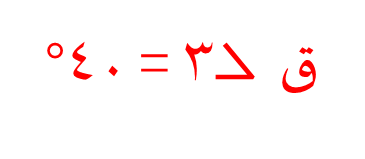 ق ∠٣ = ٤٠°